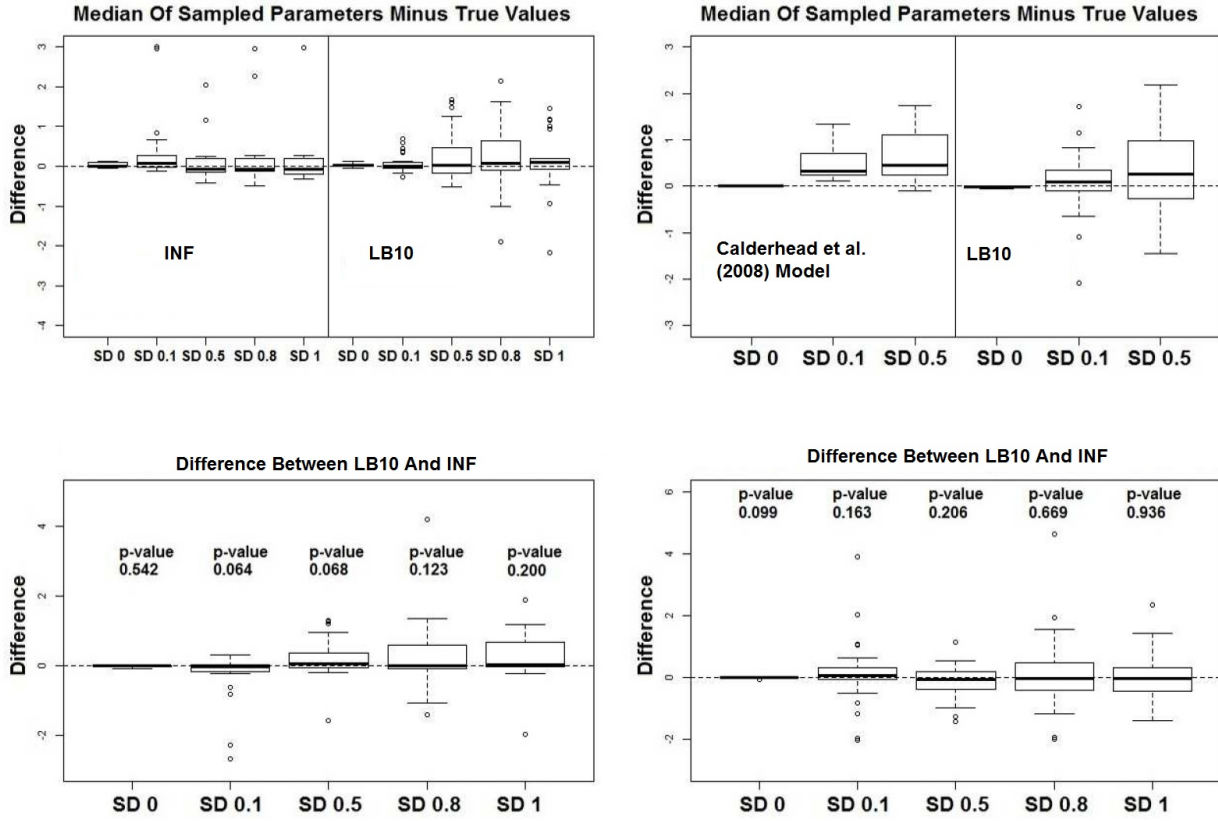 Median Of Sampled Parameters Minus True Values
Difference
3
2
1
0
-1
-2
-3
-4
INF
LB10
SD 0 SD 0.1 SD 0.5 SD 0.8 SD 1 SD 0 SD 0.1 SD 0.5 SD 0.8 SD 1
Median Of Sampled Parameters Minus True Values
Difference
3
2
1
0
-1
-2
-3
Calderhead et al.
(2008) Model
LB10
SD 0 SD 0.1 SD 0.5 SD 0 SD 0.1 SD 0.5
Difference Between LB10 And INF
Difference
4
2
0
-2
p-value p-value p-value p-value p-value
0.542 0.064 0.068 0.123 0.200
SD 0 SD 0.1 SD 0.5 SD 0.8 SD 1
Difference Between LB10 And INF
Difference
6
4
2
0
-2
p-value p-value p-value p-value p-value
0.099 0.163 0.206 0.669 0.936
SD 0 SD 0.1 SD 0.5 SD 0.8 SD 1